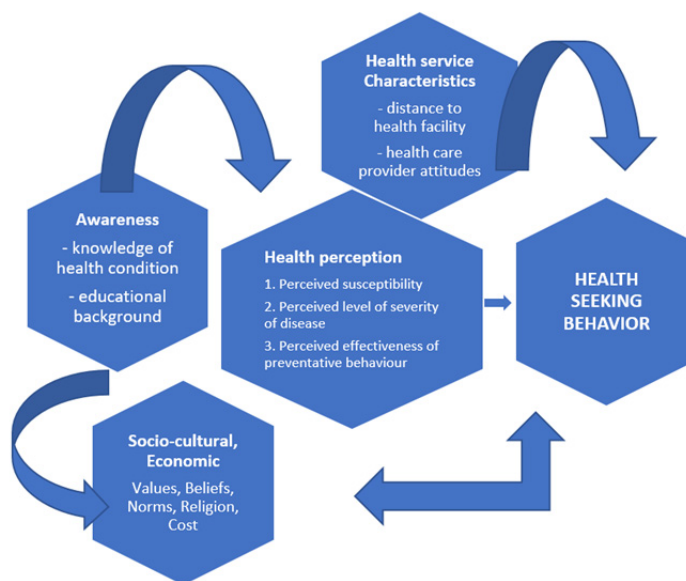 Health service
Characteristics
- distance to
health facility
- health care
provider attitudes
Awareness
- knowledge of
health condition
- educational
background
Health perception
1. Perceived susceptibility
2. Perceived level of severity
of disease
3. Perceived effectiveness of
preventative behaviour
HEALTH
SEEKING
BEHAVIOR
Socio-cultural,
Economic
Values, Beliefs,
Norms, Religion,
Cost